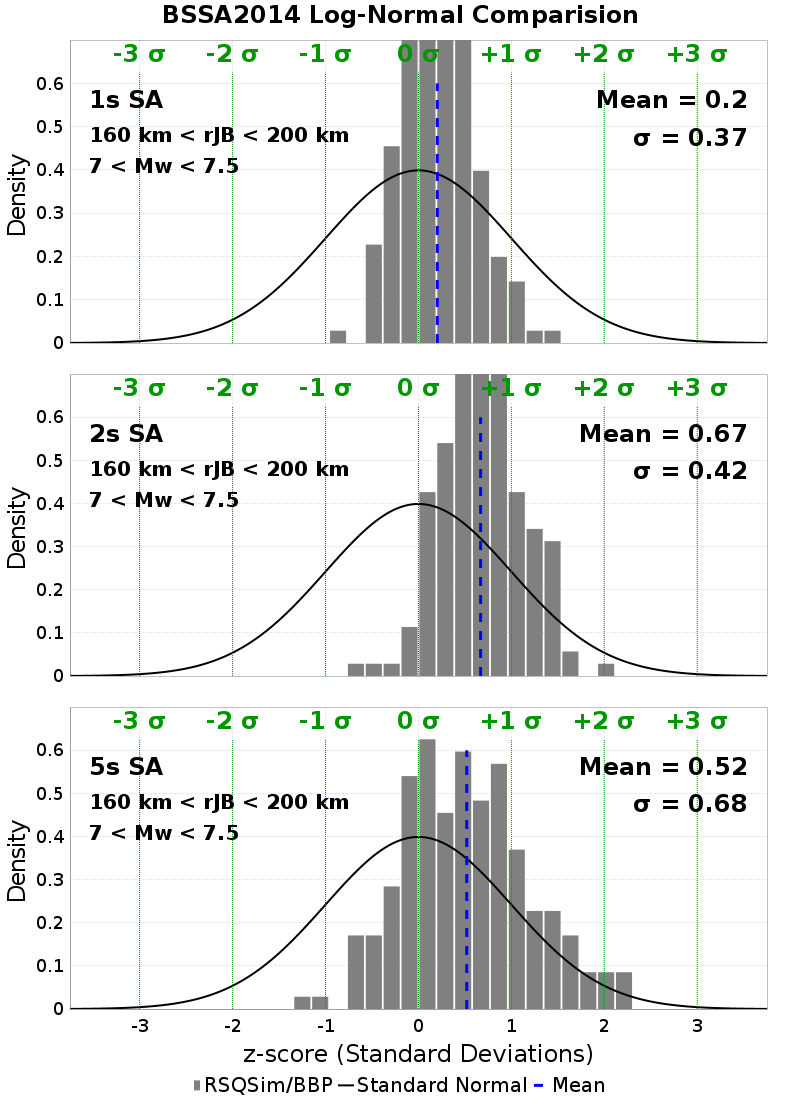 BSSA2014 Log-Normal Comparision
-3 σ -2 σ -1 σ 0 σ +1 σ +2 σ +3 σ
0.6
1s SA
Mean = 0.2
0.5
160 km < rJB < 200 km
σ = 0.37
0.4
7 < Mw < 7.5
Density
0.3
0.2
0.1
0
-3 σ -2 σ -1 σ 0 σ +1 σ +2 σ +3 σ
0.6
2s SA
Mean = 0.67
0.5
160 km < rJB < 200 km
σ = 0.42
0.4
7 < Mw < 7.5
Density
0.3
0.2
0.1
0
-3 σ -2 σ -1 σ 0 σ +1 σ +2 σ +3 σ
0.6
5s SA
Mean = 0.52
0.5
160 km < rJB < 200 km
σ = 0.68
0.4
7 < Mw < 7.5
Density
0.3
0.2
0.1
0
-3 -2 -1 0 1 2 3
z-score (Standard Deviations)
RSQSim/BBP Standard Normal Mean